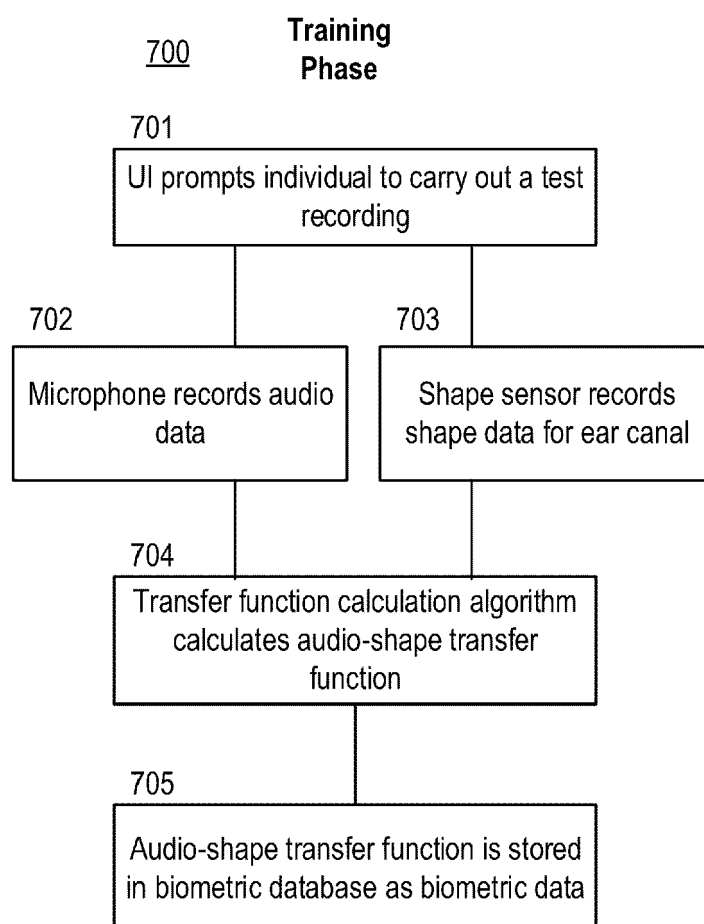 Training
Phase
700
701
UI prompts individual to carry out a test
recording
702
Microphone records audio
data
703
Shape sensor records
shape data for ear canal
704
Transfer function calculation algorithm
calculates audio-shape transfer
function
705
Audio-shape transfer function is stored
in biometric database as biometric data